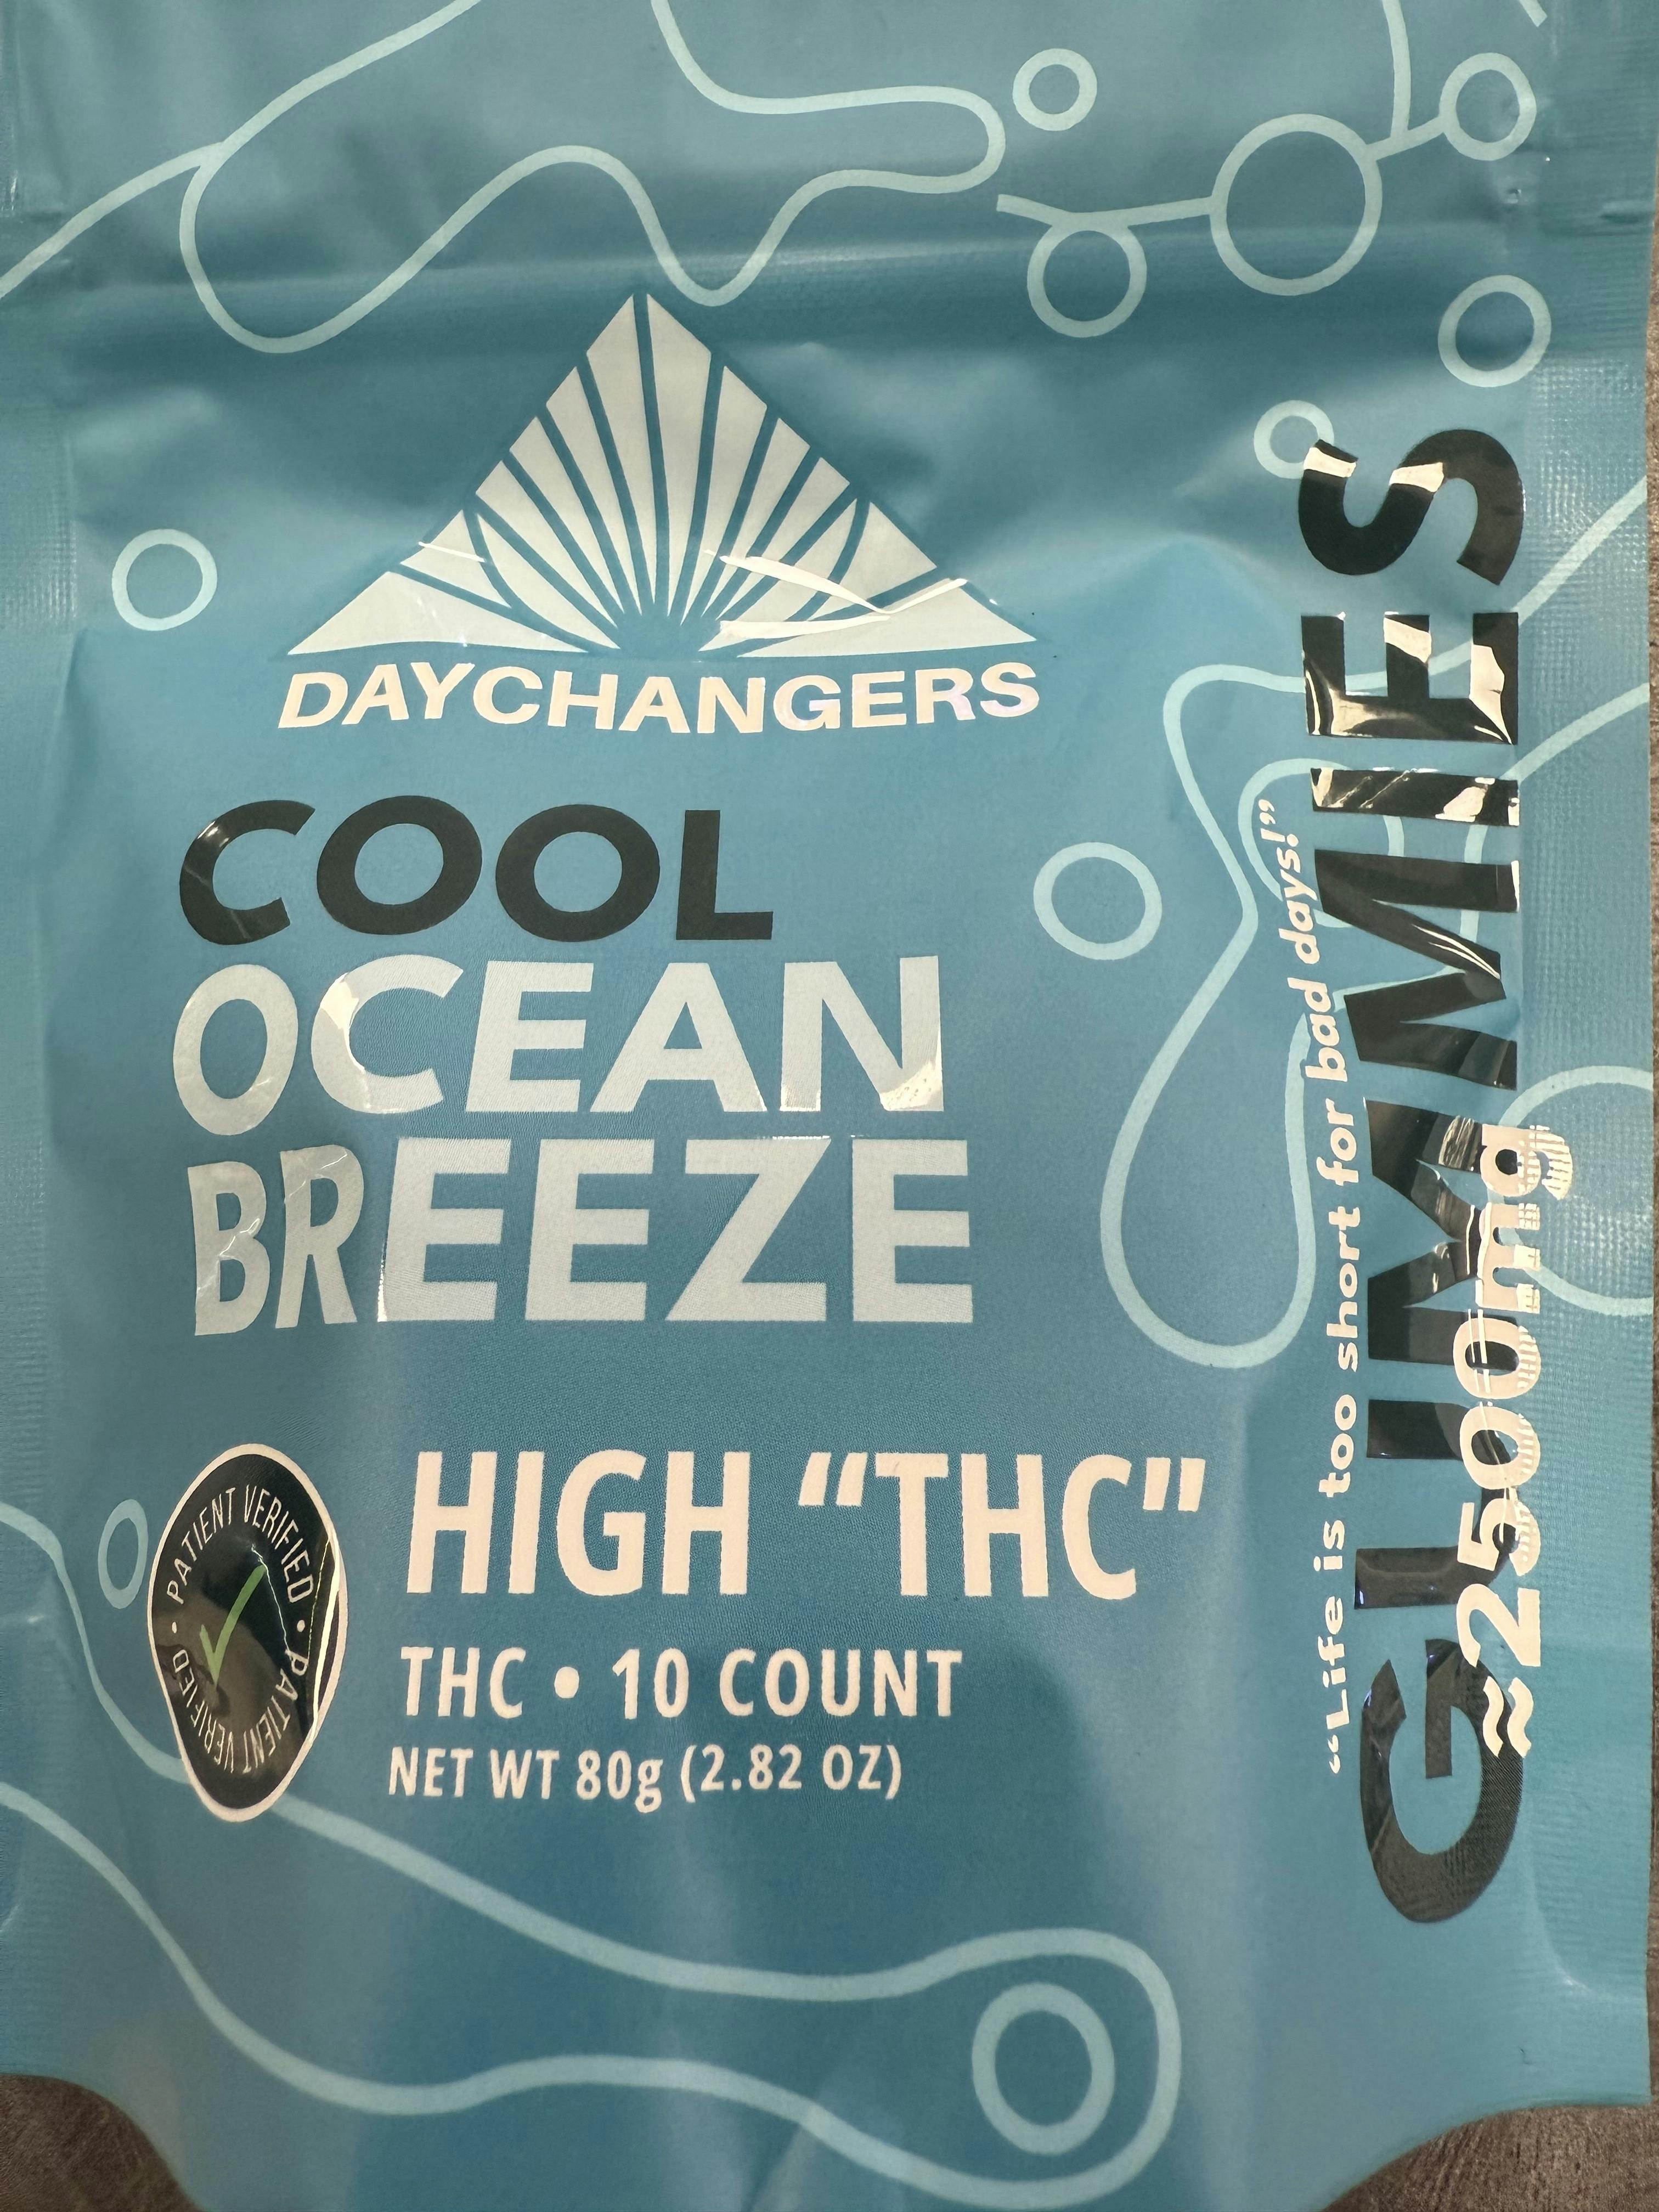 DAYCHANGERS
COOL
OCEAN
BREEZE
HIGH “THC”
THC • 10 COUNT
NET WT 80g (2.82 OZ)
• PATIENT VERIFIED • PATIENT VERIFIED
“Life is too short for bad days!”
GUMMIES
≈2500mg